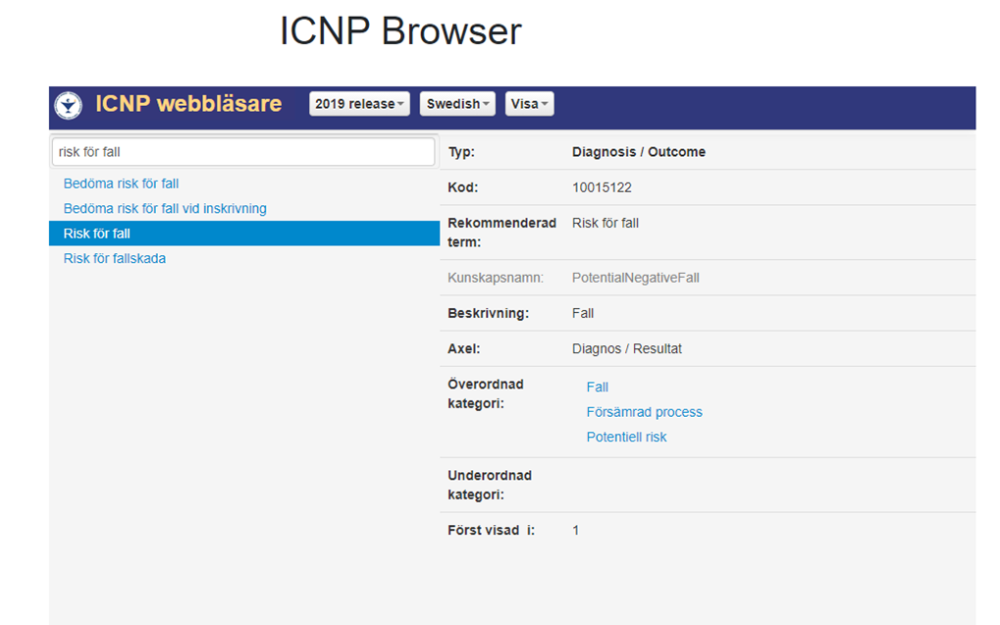 ICNP Browser
ICNP webbläsare
2019 release
Swedish
Visa
risk för fall
Bedöma risk för fall
Bedöma risk för fall vid inskrivning
Risk för fall
Risk för fallskada
Typ: Diagnosis / Outcome
Kod: 10015122
Rekommenderad term: Risk för fall
Kunskapsnamn: PotentialNegativeFall
Beskrivning: Fall
Axel: Diagnos / Resultat
Överordnad kategori:
Fall
Försämrad process
Potentiell risk
Underordnad kategori:
Först visad i: 1